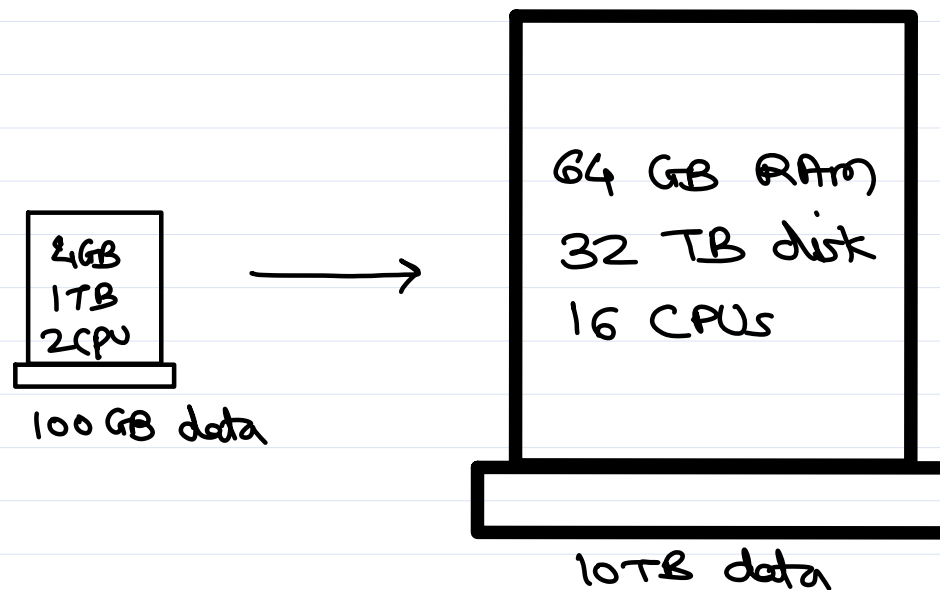 4GB
1TB
2CPU
100 GB data
64 GB RAM
32 TB disk
16 CPUs
10TB data